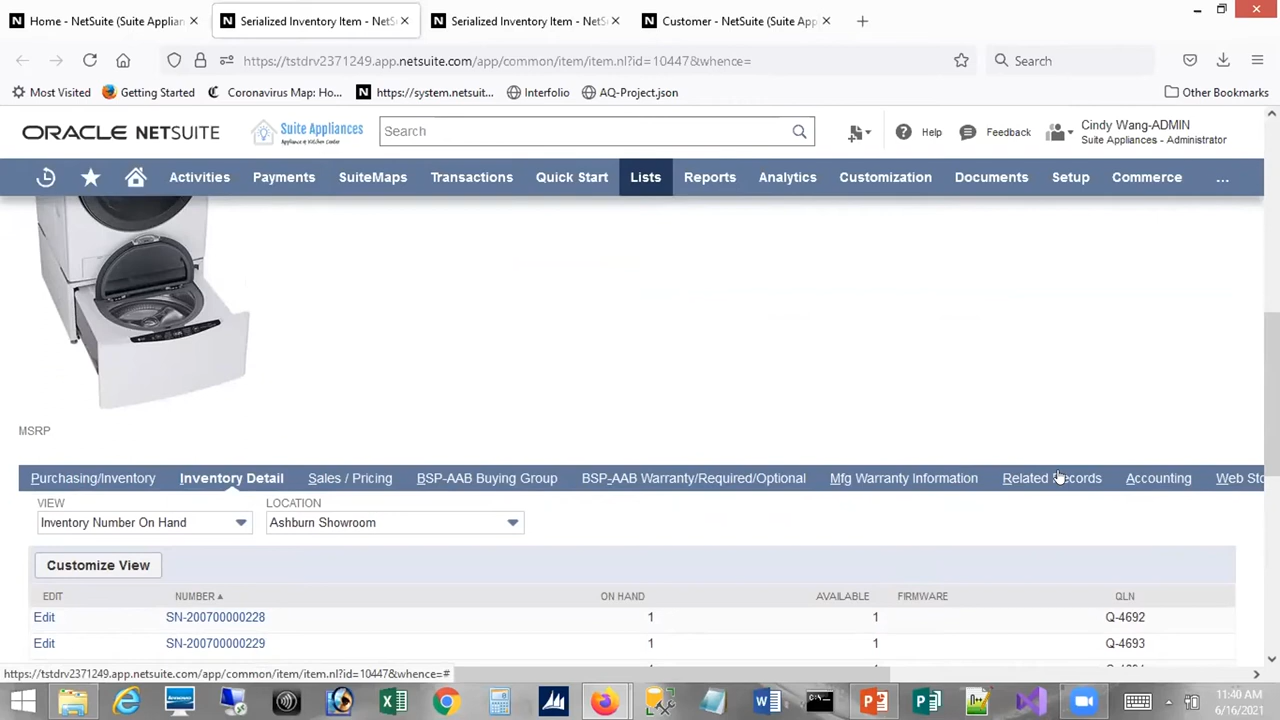 Home - NetSuite (Suite Applian
Serialized Inventory Item - NetS
Serialized Inventory Item - NetS
Customer - NetSuite (Suite App
https://tstdrv2371249.app.netsuite.com/app/common/item/item.nl?id=10447&whence=
Search
Most Visited
Getting Started
Coronavirus Map: Ho...
https://system.netsuit...
Interfolio
AQ-Project.json
Other Bookmarks
ORACLE NETSUITE
Suite Appliances
Appliance & Kitchen Center
Search
Help
Feedback
Cindy Wang-ADMIN
Suite Appliances - Administrator
Activities
Payments
SuiteMaps
Transactions
Quick Start
Lists
Reports
Analytics
Customization
Documents
Setup
Commerce
...
MSRP
Purchasing/Inventory
Inventory Detail
Sales / Pricing
BSP-AAB Buying Group
BSP-AAB Warranty/Required/Optional
Mfg Warranty Information
Related Records
Accounting
Web Sto
VIEW
LOCATION
Inventory Number On Hand
Ashburn Showroom
Customize View
EDIT NUMBER ▲ ON HAND AVAILABLE FIRMWARE QLN
Edit SN-200700000228 1 1 Q-4692
Edit SN-200700000229 1 1 Q-4693
https://tstdrv2371249.app.netsuite.com/app/common/item/item.nl?id=10447&whence=#
11:40 AM
6/16/2021